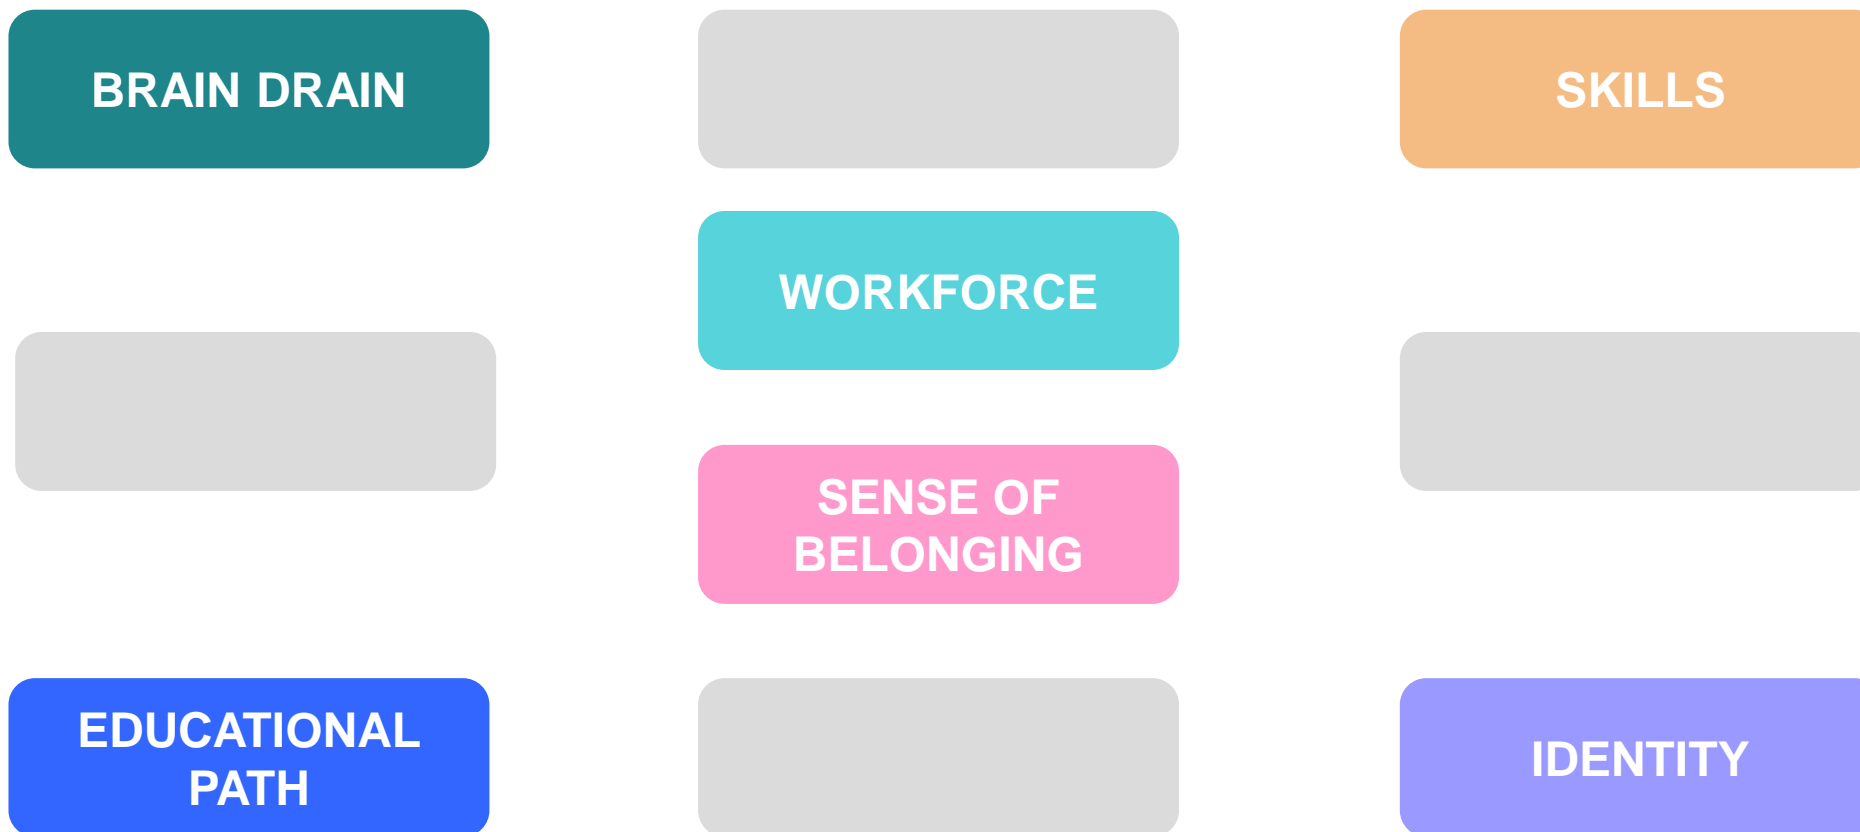 BRAIN DRAIN
SKILLS
WORKFORCE
SENSE OF
BELONGING
EDUCATIONAL
PATH
IDENTITY